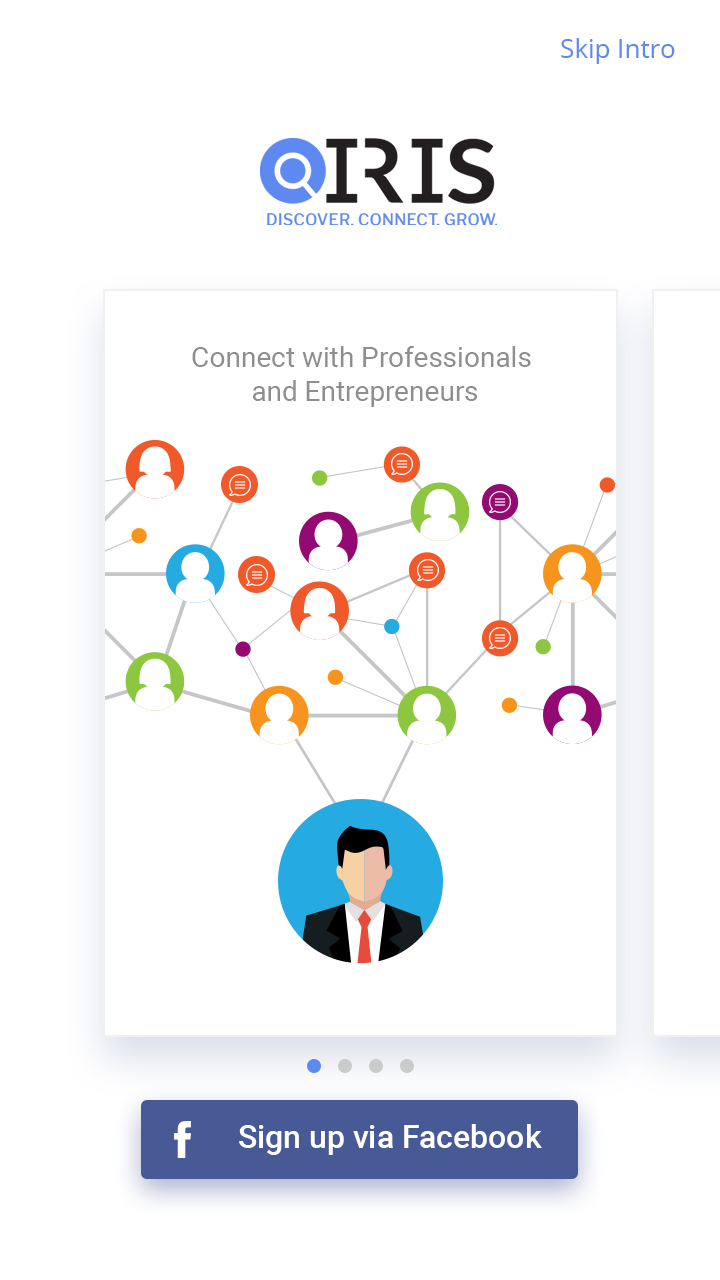 Skip Intro
IRIS
DISCOVER. CONNECT. GROW.
Connect with Professionals
and Entrepreneurs
f Sign up via Facebook